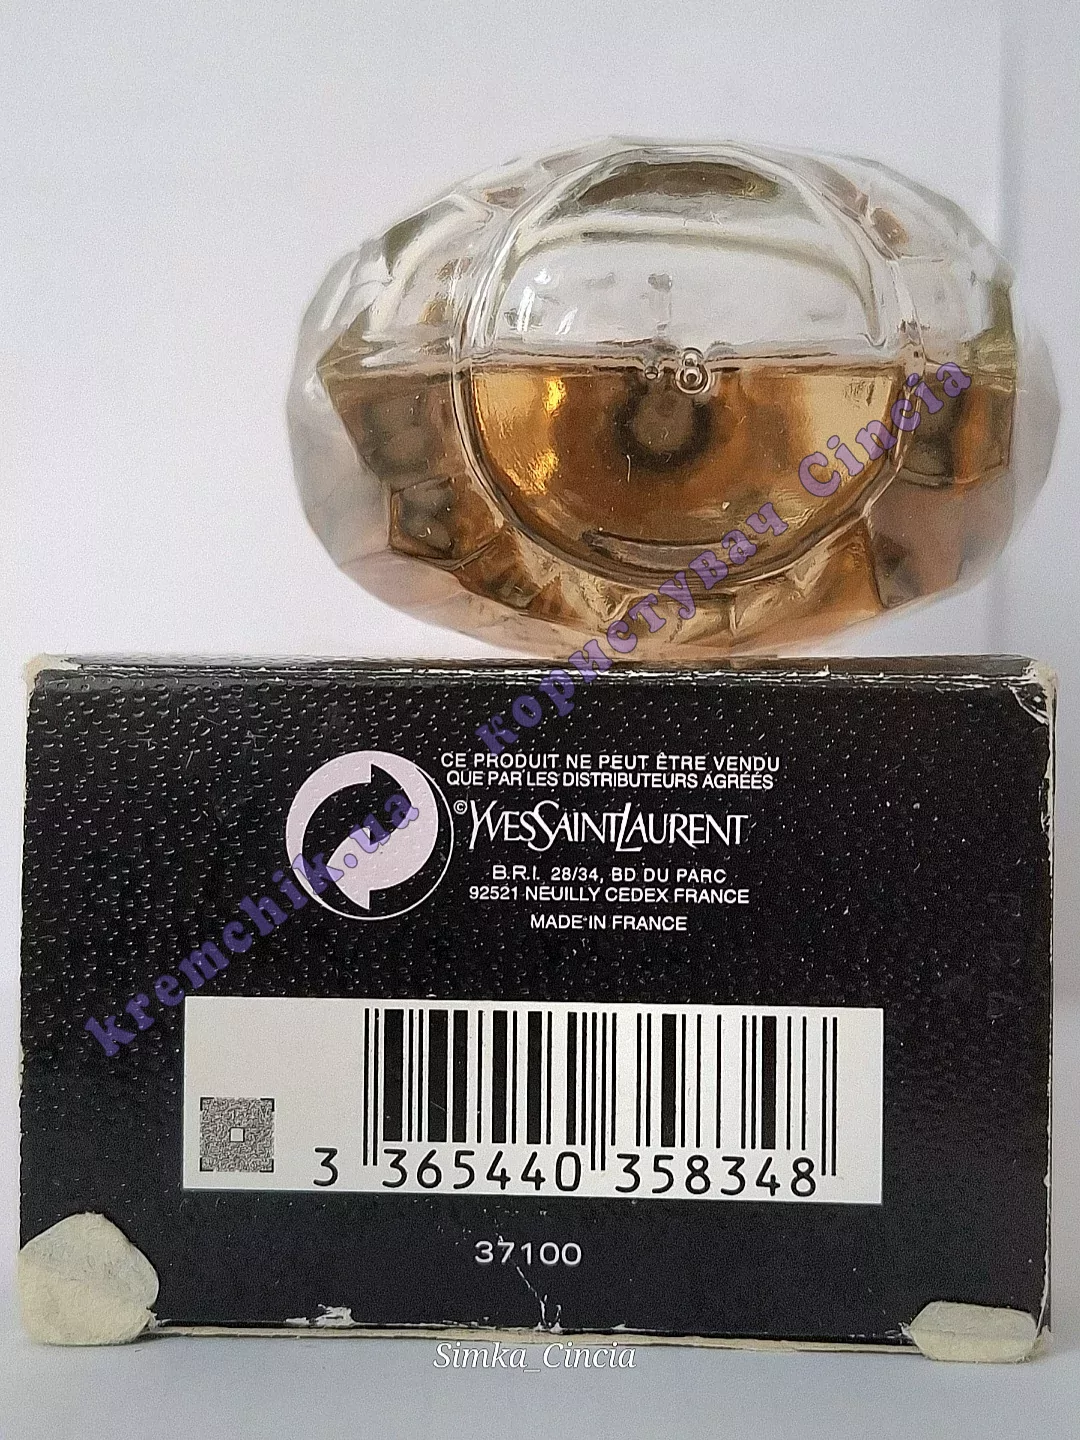 CE PRODUIT NE PEUT ÊTRE VENDU
QUE PAR LES DISTRIBUTEURS AGRÉÉS
©YVESSAINTLAURENT
B.R.I. 28/34, BD DU PARC
92521 NEUILLY CEDEX FRANCE
MADE IN FRANCE
3 365440 358348
37100
kremchik.ua користувач Cincia
Simka_Cincia